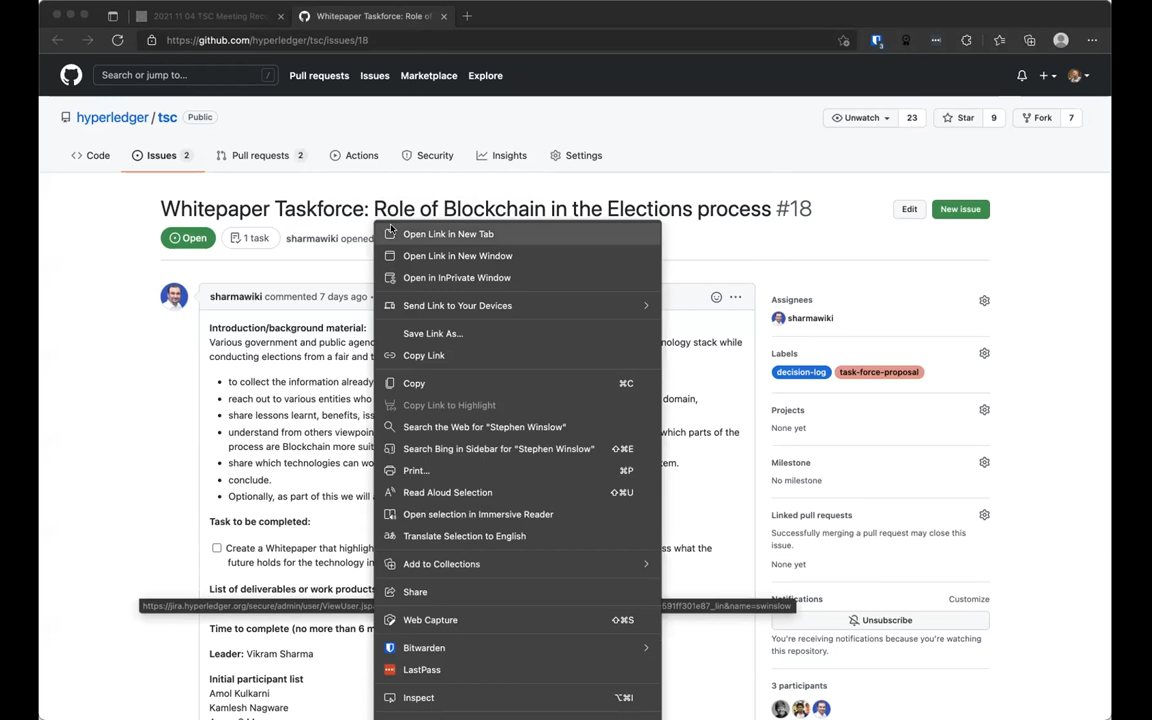 2021 11 04 TSC Meeting Rec
Whitepaper Taskforce: Role of
https://github.com/hyperledger/tsc/issues/18
3
Search or jump to...
/
Pull requests
Issues
Marketplace
Explore
hyperledger / tsc
Public
Unwatch
23
Star
9
Fork
7
Code
Issues 2
Pull requests 2
Actions
Security
Insights
Settings
Whitepaper Taskforce: Role of Blockchain in the Elections process #18
Edit
New issue
Open
1 task
sharmawiki opened
Open Link in New Tab
Open Link in New Window
Open in InPrivate Window
Send Link to Your Devices
Save Link As...
Copy Link
Copy ⌘C
Copy Link to Highlight
Search the Web for "Stephen Winslow"
Search Bing in Sidebar for "Stephen Winslow" ⇧⌘E
Print... ⌘P
Read Aloud Selection ⇧⌘U
Open selection in Immersive Reader
Translate Selection to English
Add to Collections
Share
Web Capture ⇧⌘S
Bitwarden
LastPass
Inspect ⌥⌘I
sharmawiki commented 7 days ago
Introduction/background material:
Various government and public agenc nology stack while
conducting elections from a fair and t
to collect the information already
reach out to various entities who domain,
share lessons learnt, benefits, iss
understand from others viewpoin which parts of the
process are Blockchain more suit
share which technologies can wo em.
conclude.
Optionally, as part of this we will a
Task to be completed:
Create a Whitepaper that highligh ss what the
future holds for the technology in
List of deliverables or work products
https://jira.hyperledger.org/secure/admin/user/ViewUser.jsp 591ff301e87_lin&name=swinslow
Time to complete (no more than 6 m
Leader: Vikram Sharma
Initial participant list
Amol Kulkarni
Kamlesh Nagware
Assignees
sharmawiki
Labels
decision-log
task-force-proposal
Projects
None yet
Milestone
No milestone
Linked pull requests
Successfully merging a pull request may close this
issue.
None yet
Notifications
Customize
Unsubscribe
You're receiving notifications because you're watching
this repository.
3 participants